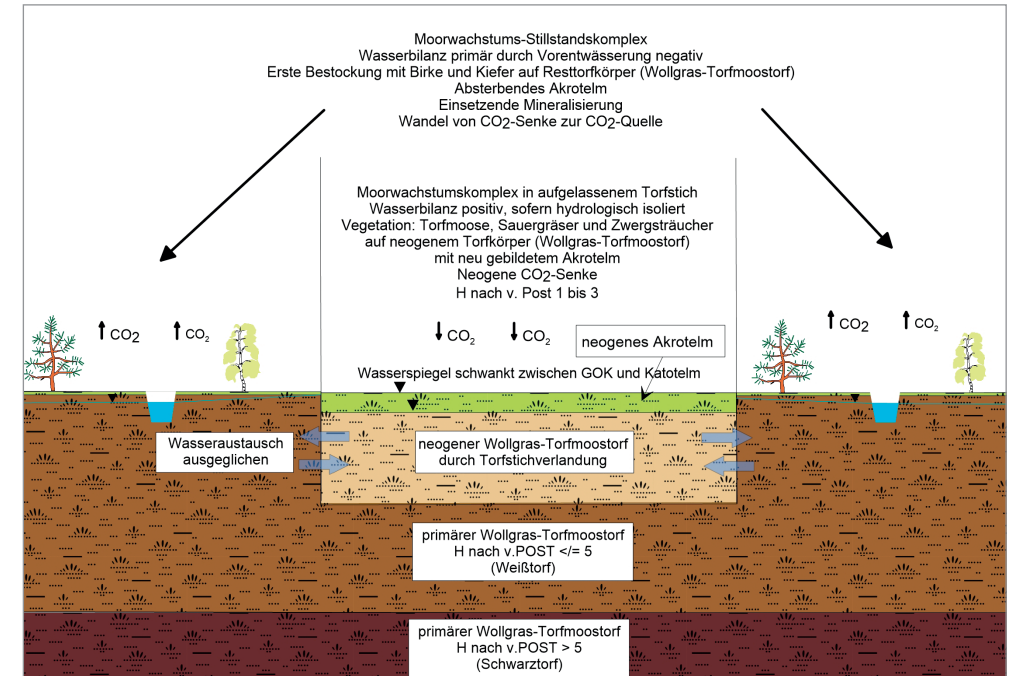 Moorwachstums-Stillstandskomplex
Wasserbilanz primär durch Vorentwässerung negativ
Erste Bestockung mit Birke und Kiefer auf Resttorfkörper (Wollgras-Torfmoostorf)
Absterbendes Akrotelm
Einsetzende Mineralisierung
Wandel von CO2-Senke zur CO2-Quelle
Moorwachstumskomplex in aufgelassenem Torfstich
Wasserbilanz positiv, sofern hydrologisch isoliert
Vegetation: Torfmoose, Sauergräser und Zwergsträucher
auf neogenem Torfkörper (Wollgras-Torfmoostorf)
mit neu gebildetem Akrotelm
Neogene CO2-Senke
H nach v. Post 1 bis 3
CO2 CO2 CO2 CO2 CO2 CO2
neogenes Akrotelm
Wasserspiegel schwankt zwischen GOK und Katotelm
Wasseraustausch
ausgeglichen
neogener Wollgras-Torfmoostorf
durch Torfstichverlandung
primärer Wollgras-Torfmoostorf
H nach v.POST </= 5
(Weißtorf)
primärer Wollgras-Torfmoostorf
H nach v.POST > 5
(Schwarztorf)